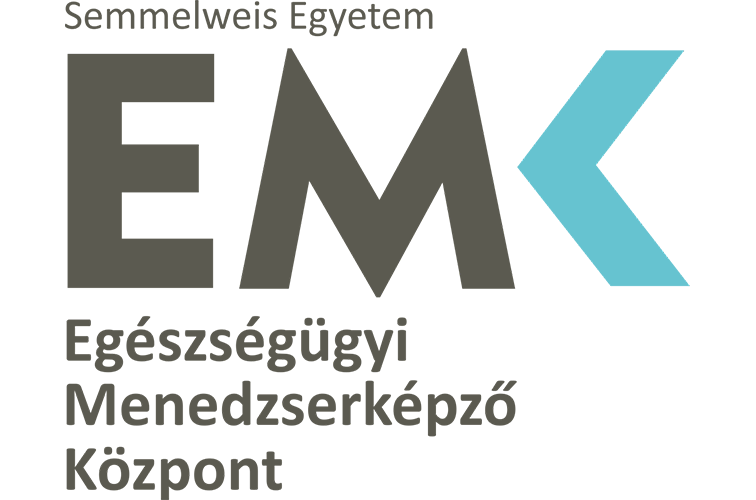 Semmelweis Egyetem
EMK
Egészségügyi
Menedzserképző
Központ